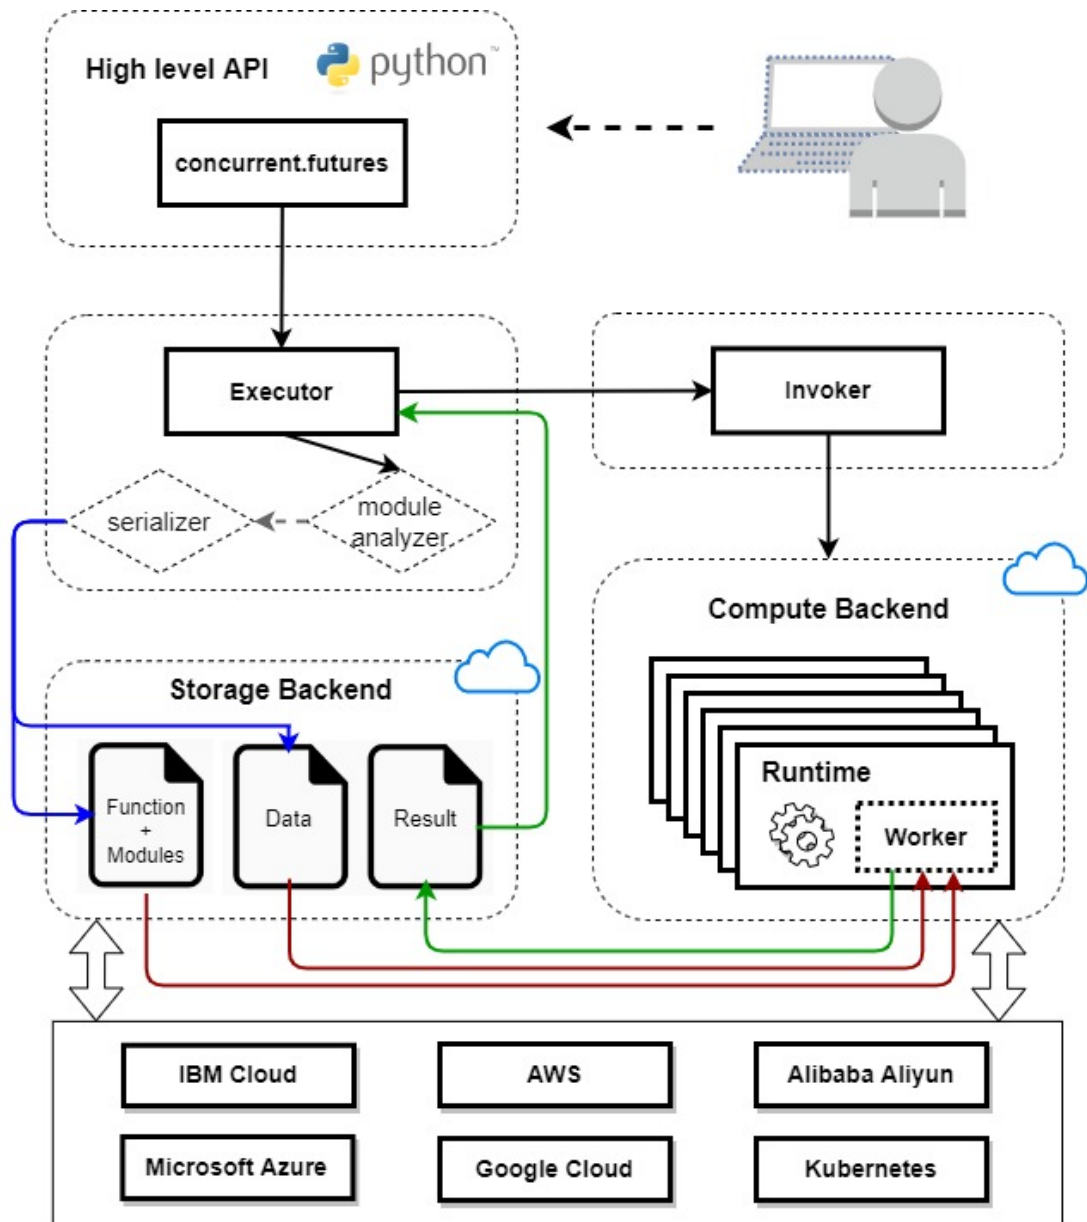 High level API
python™
concurrent.futures
Executor
Invoker
serializer
module
analyzer
Compute Backend
Storage Backend
Function
+
Modules
Data
Result
Runtime
Worker
IBM Cloud
AWS
Alibaba Aliyun
Microsoft Azure
Google Cloud
Kubernetes